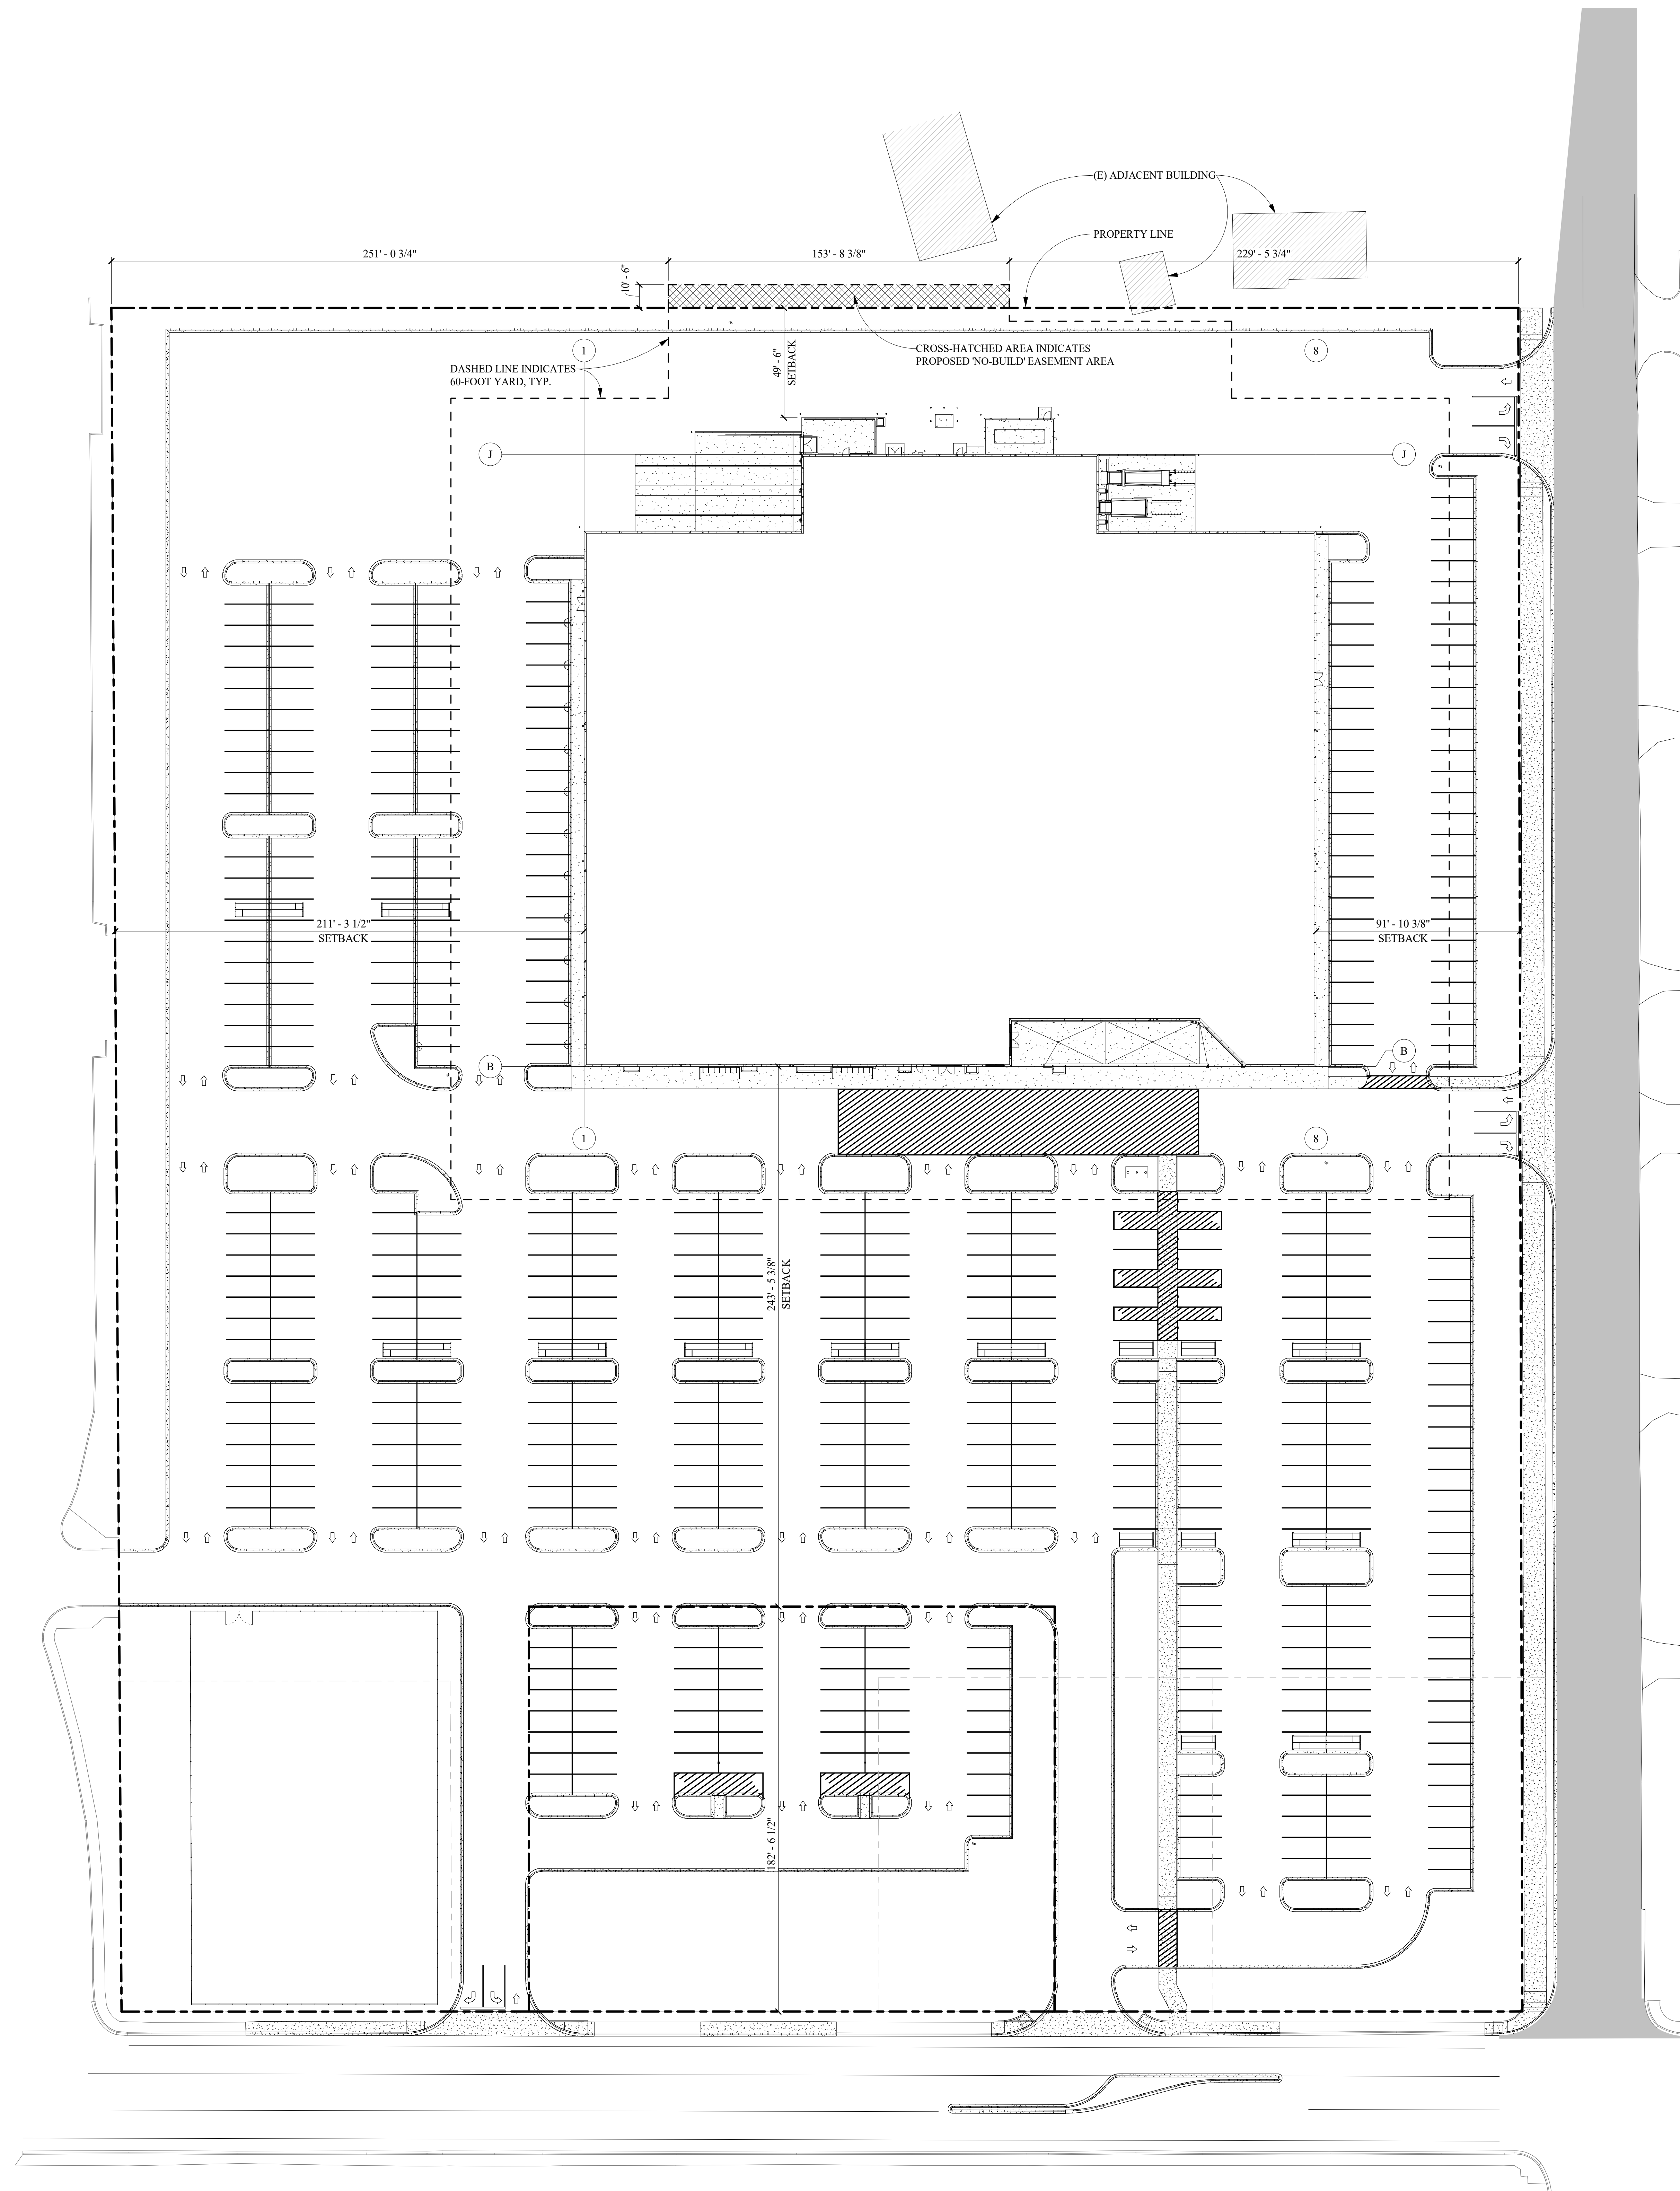 (E) ADJACENT BUILDING
PROPERTY LINE
251' - 0 3/4"
153' - 8 3/8"
229' - 5 3/4"
10' - 6"
CROSS-HATCHED AREA INDICATES
PROPOSED 'NO-BUILD' EASEMENT AREA
49' - 6"
SETBACK
DASHED LINE INDICATES
60-FOOT YARD, TYP.
1
8
J
J
211' - 3 1/2"
SETBACK
91' - 10 3/8"
SETBACK
B
B
1
8
243' - 5 3/8"
SETBACK
182' - 6 1/2"